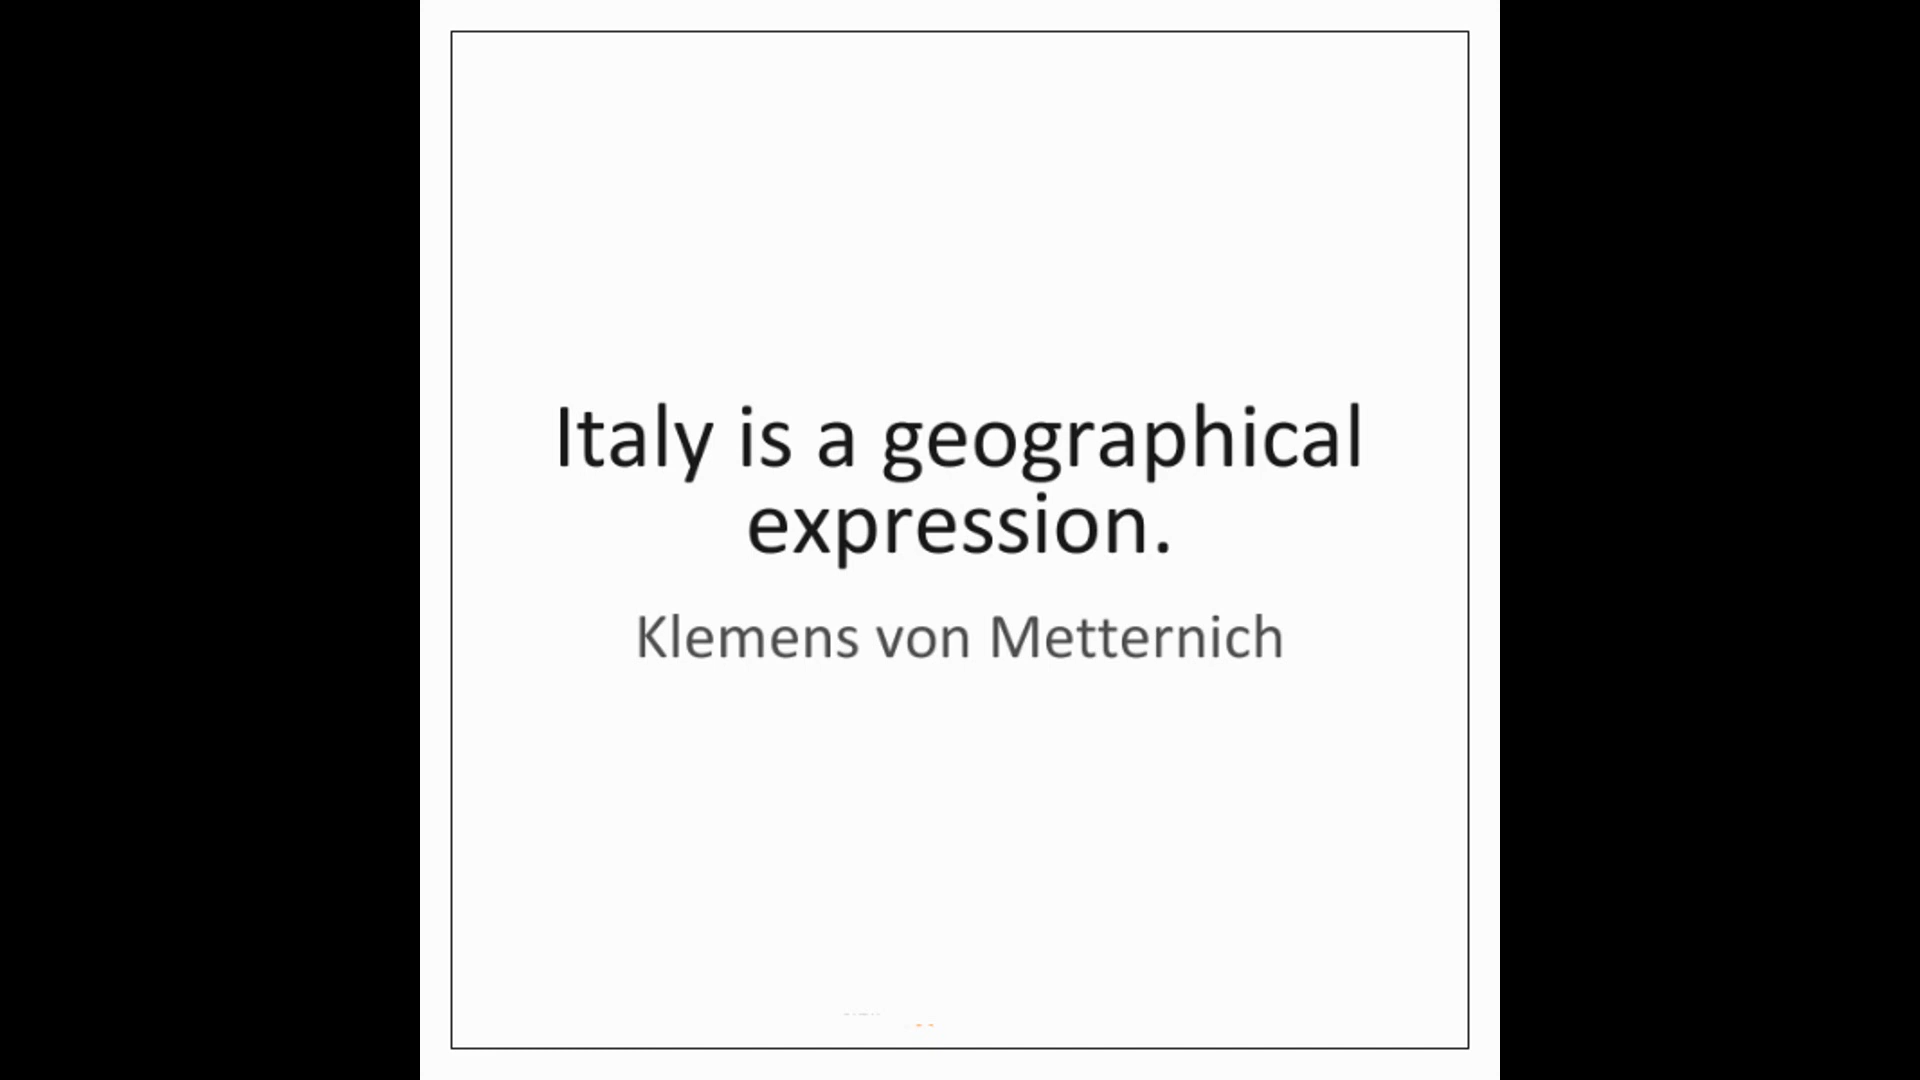 Italy is a geographical
expression.
Klemens von Metternich